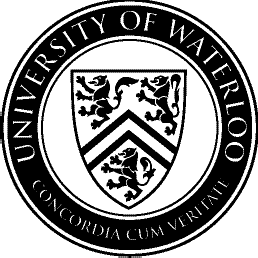 UNIVERSITY OF WATERLOO
CONCORDIA CUM VERITATE